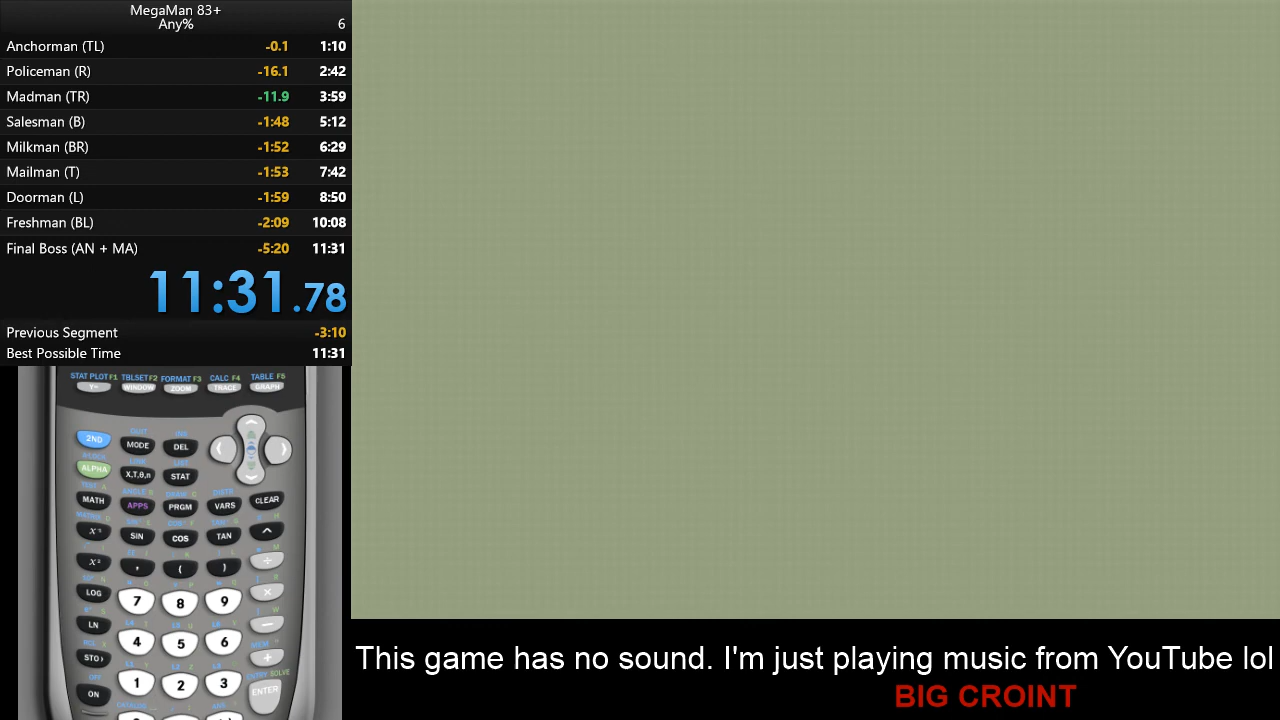 MegaMan 83+
Any% 6
Anchorman (TL) -0.1 1:10
Policeman (R) -16.1 2:42
Madman (TR) -11.9 3:59
Salesman (B) -1:48 5:12
Milkman (BR) -1:52 6:29
Mailman (T) -1:53 7:42
Doorman (L) -1:59 8:50
Freshman (BL) -2:09 10:08
Final Boss (AN + MA) -5:20 11:31
11:31.78
Previous Segment -3:10
Best Possible Time 11:31
STAT PLOT F1 TBLSET F2 FORMAT F3 CALC F4 TABLE F5
Y= WINDOW ZOOM TRACE GRAPH
2ND MODE DEL
ALPHA X,T,θ,n STAT
MATH APPS PRGM VARS CLEAR
SIN COS TAN ^
x² , ( ) ÷
LOG 7 8 9 ×
LN 4 5 6 −
STO 1 2 3 +
ON ENTER
This game has no sound. I'm just playing music from YouTube lol
BIG CROINT